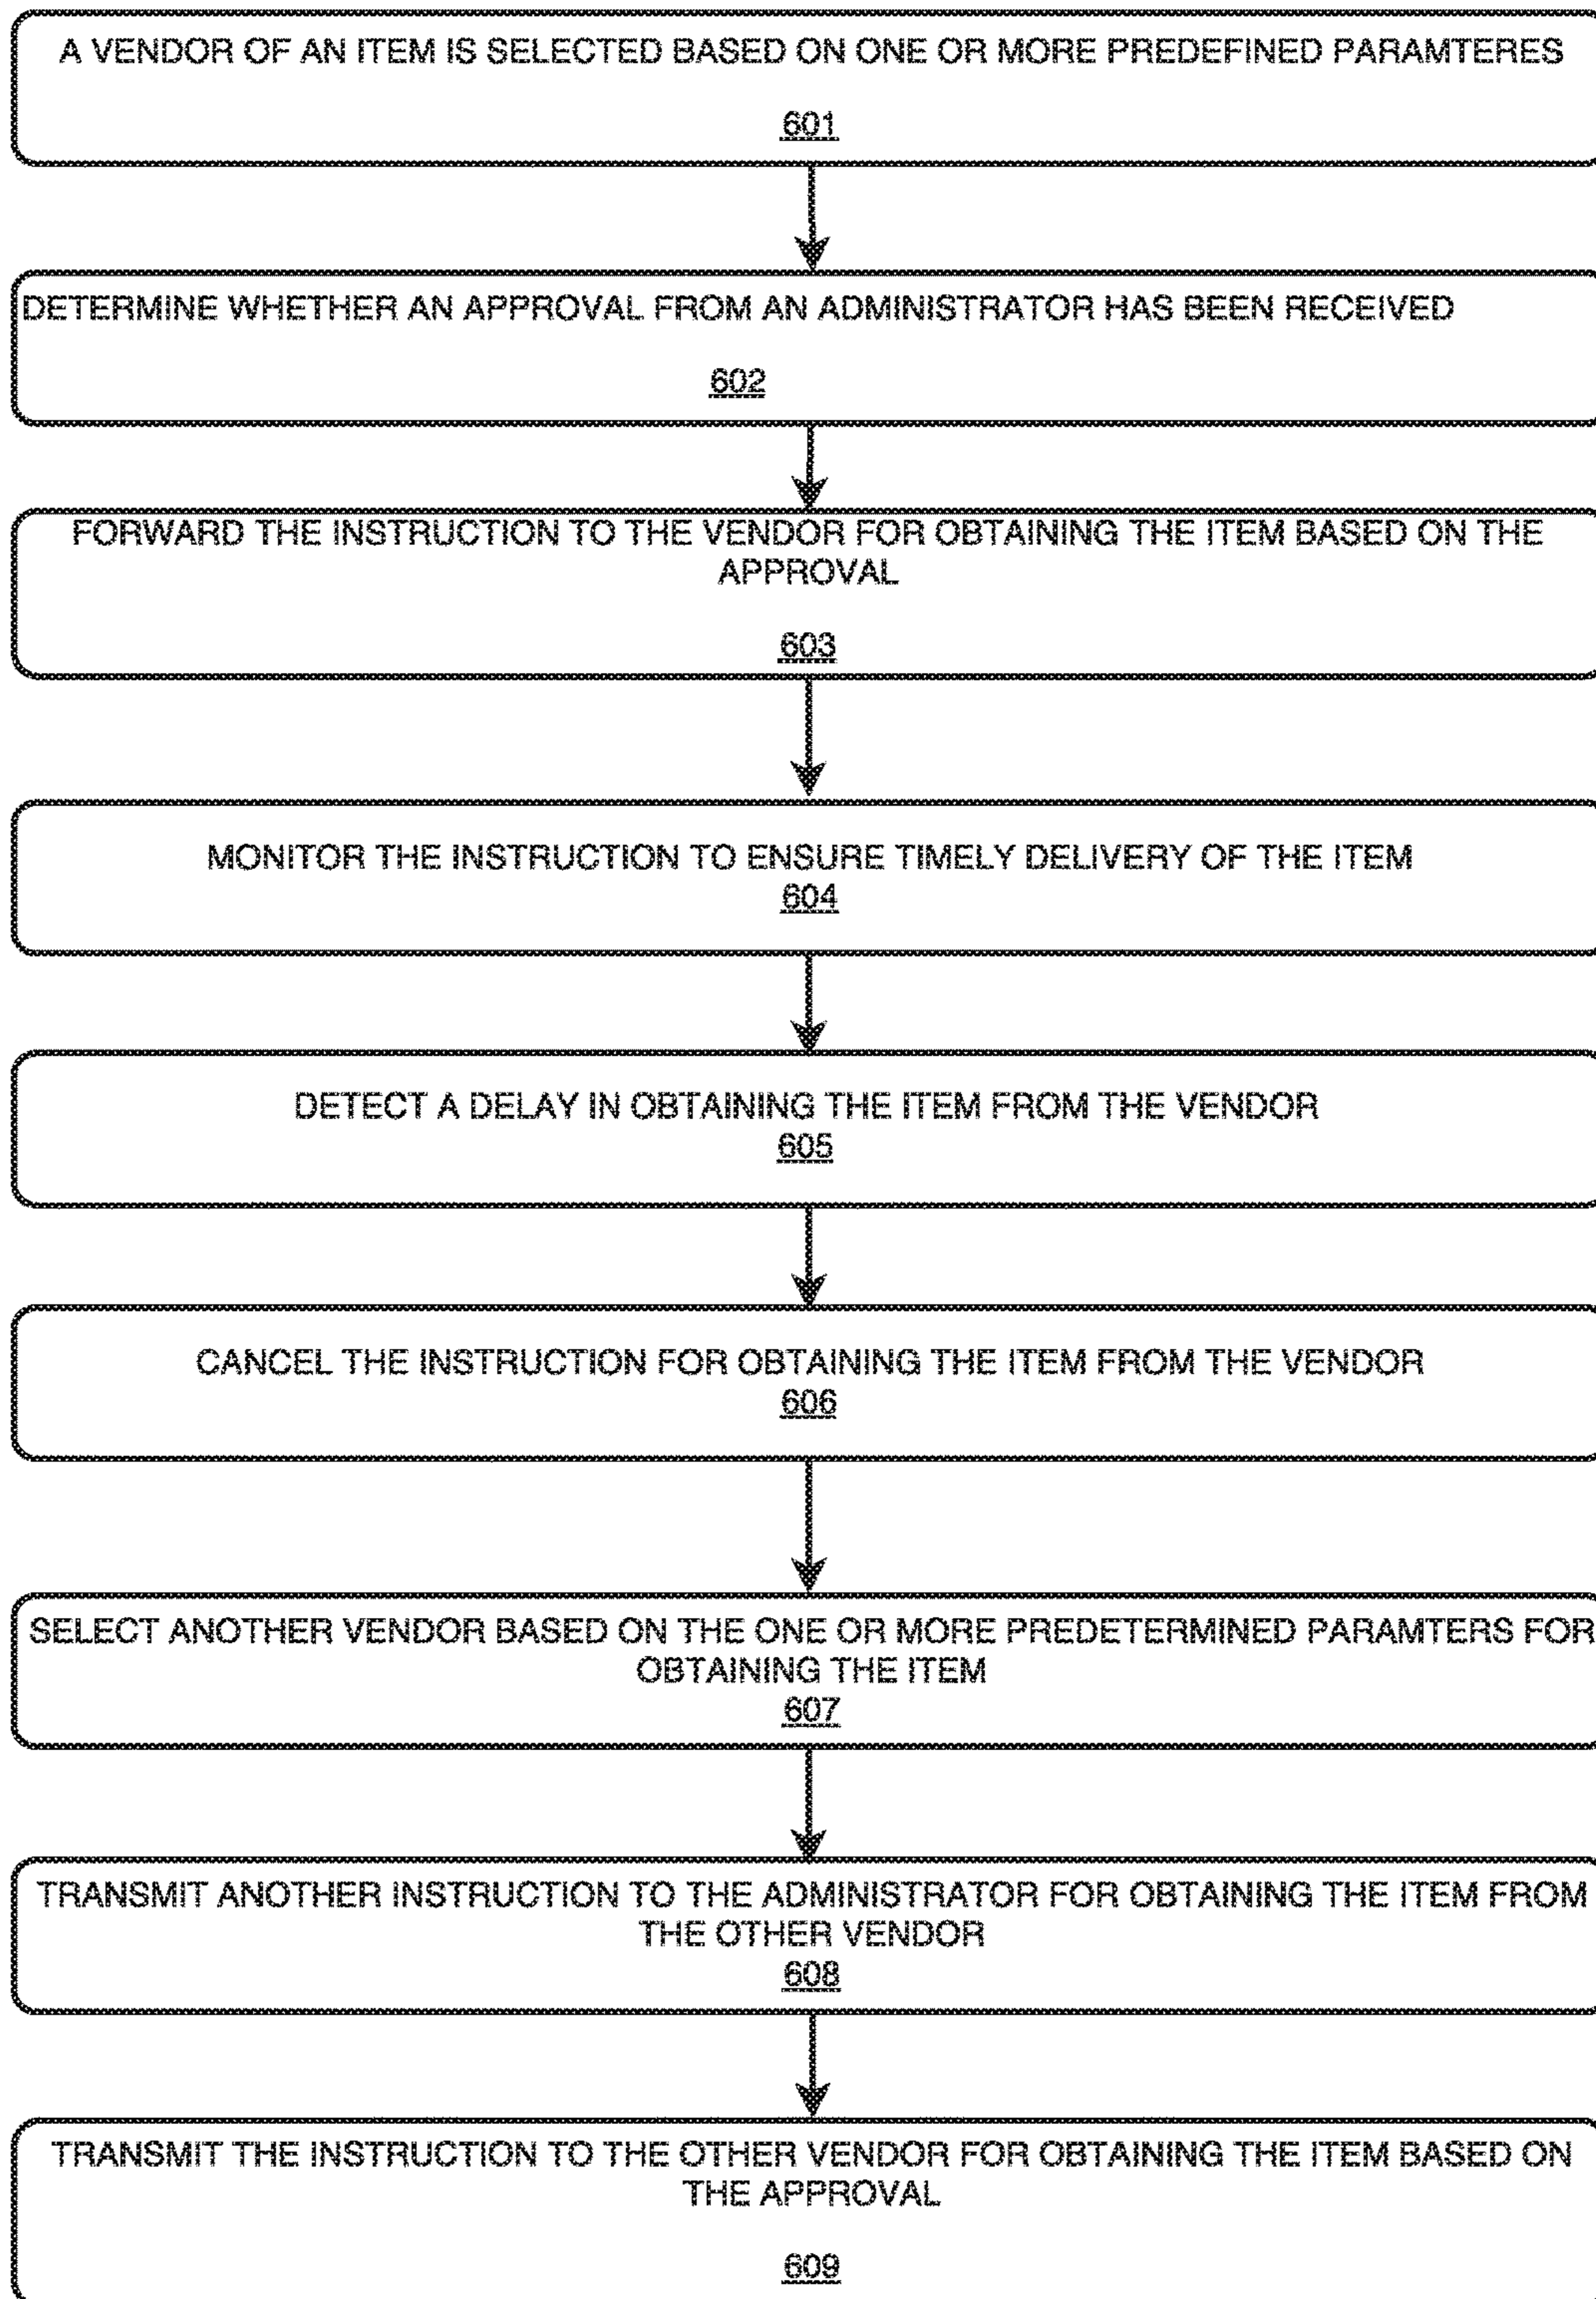 A VENDOR OF AN ITEM IS SELECTED BASED ON ONE OR MORE PREDEFINED PARAMTERES
601
DETERMINE WHETHER AN APPROVAL FROM AN ADMINISTRATOR HAS BEEN RECEIVED
602
FORWARD THE INSTRUCTION TO THE VENDOR FOR OBTAINING THE ITEM BASED ON THE
APPROVAL
603
MONITOR THE INSTRUCTION TO ENSURE TIMELY DELIVERY OF THE ITEM
604
DETECT A DELAY IN OBTAINING THE ITEM FROM THE VENDOR
605
CANCEL THE INSTRUCTION FOR OBTAINING THE ITEM FROM THE VENDOR
606
SELECT ANOTHER VENDOR BASED ON THE ONE OR MORE PREDETERMINED PARAMTERS FOR
OBTAINING THE ITEM
607
TRANSMIT ANOTHER INSTRUCTION TO THE ADMINISTRATOR FOR OBTAINING THE ITEM FROM
THE OTHER VENDOR
608
TRANSMIT THE INSTRUCTION TO THE OTHER VENDOR FOR OBTAINING THE ITEM BASED ON
THE APPROVAL
609